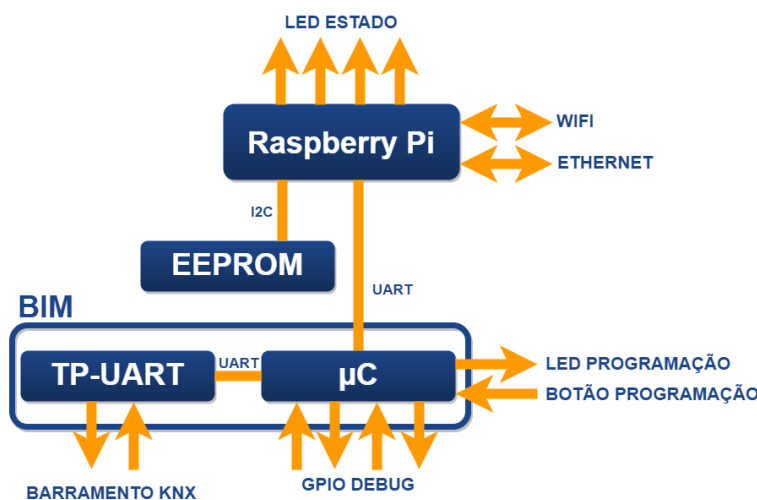 LED ESTADO
Raspberry Pi
WIFI
ETHERNET
I2C
EEPROM
UART
BIM
TP-UART
UART
µC
LED PROGRAMAÇÃO
BOTÃO PROGRAMAÇÃO
BARRAMENTO KNX
GPIO DEBUG